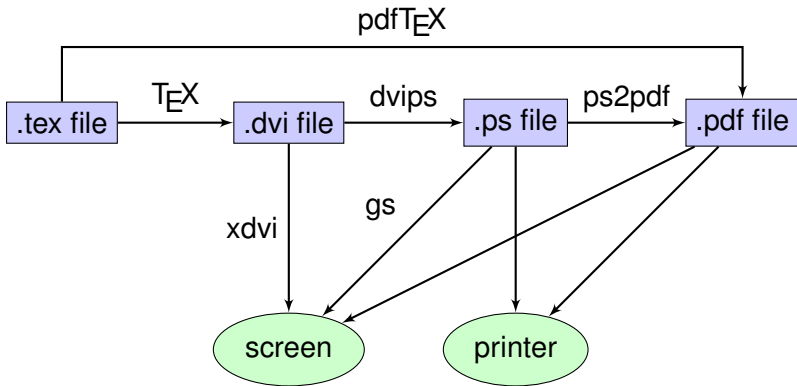 pdfTEX
TEX
dvips
ps2pdf
.tex file
.dvi file
.ps file
.pdf file
xdvi
gs
screen
printer